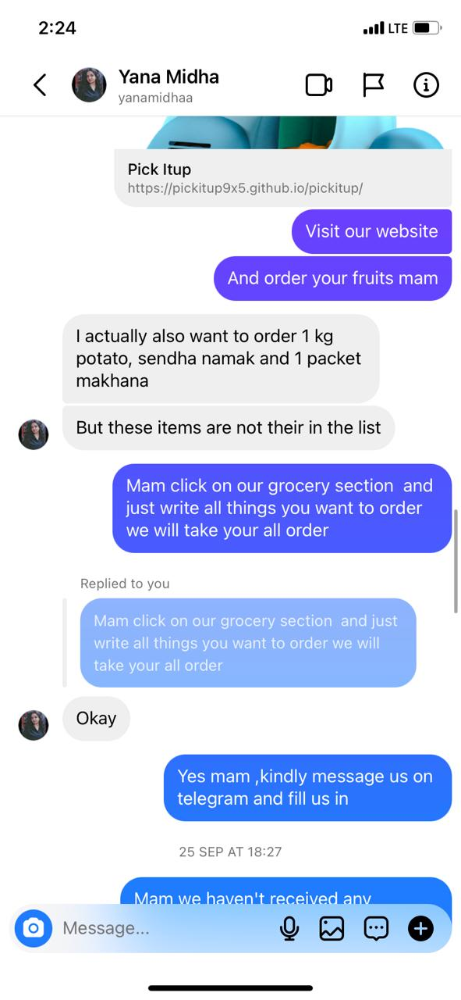 2:24
LTE
Yana Midha
yanamidhaa
Pick Itup
https://pickitup9x5.github.io/pickitup/
Visit our website
And order your fruits mam
I actually also want to order 1 kg
potato, sendha namak and 1 packet
makhana
But these items are not their in the list
Mam click on our grocery section  and
just write all things you want to order
we will take your all order
Replied to you
Mam click on our grocery section  and just
write all things you want to order we will
take your all order
Okay
Yes mam ,kindly message us on
telegram and fill us in
25 SEP AT 18:27
Mam we haven't received any
Message...